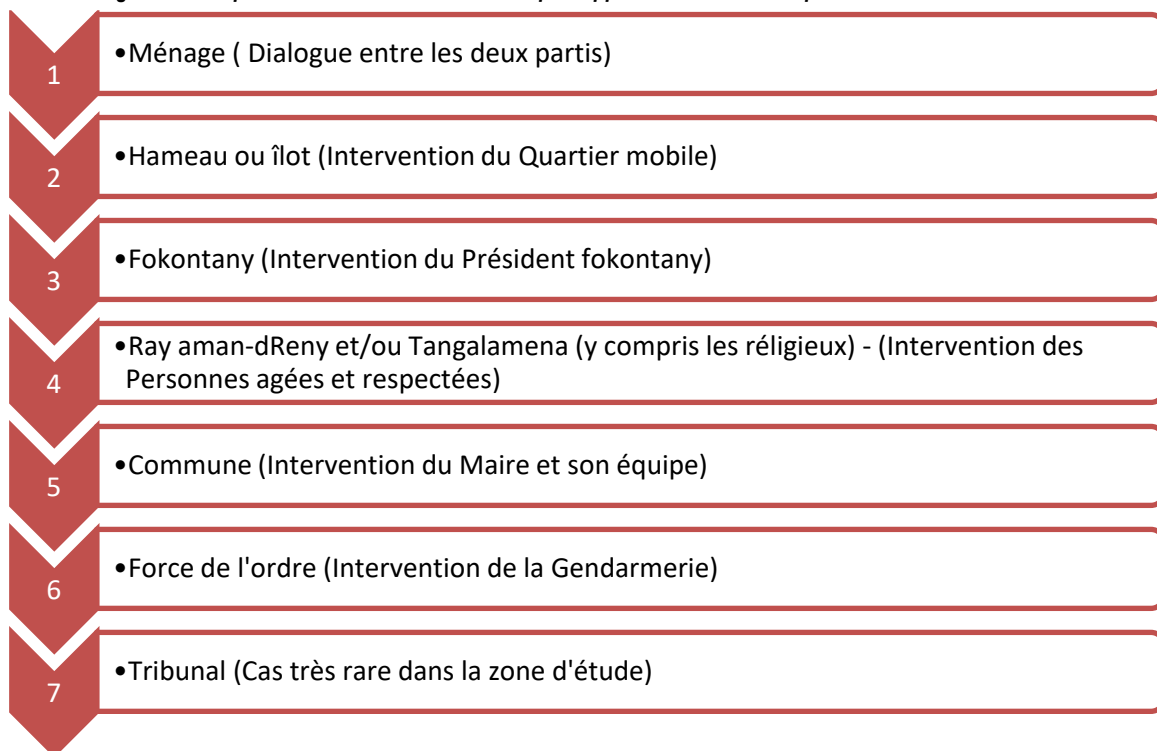 1
•Ménage ( Dialogue entre les deux partis)
2
•Hameau ou îlot (Intervention du Quartier mobile)
3
•Fokontany (Intervention du Président fokontany)
4
•Ray aman-dReny et/ou Tangalamena (y compris les réligieux) - (Intervention des
Personnes agées et respectées)
5
•Commune (Intervention du Maire et son équipe)
6
•Force de l'ordre (Intervention de la Gendarmerie)
7
•Tribunal (Cas très rare dans la zone d'étude)